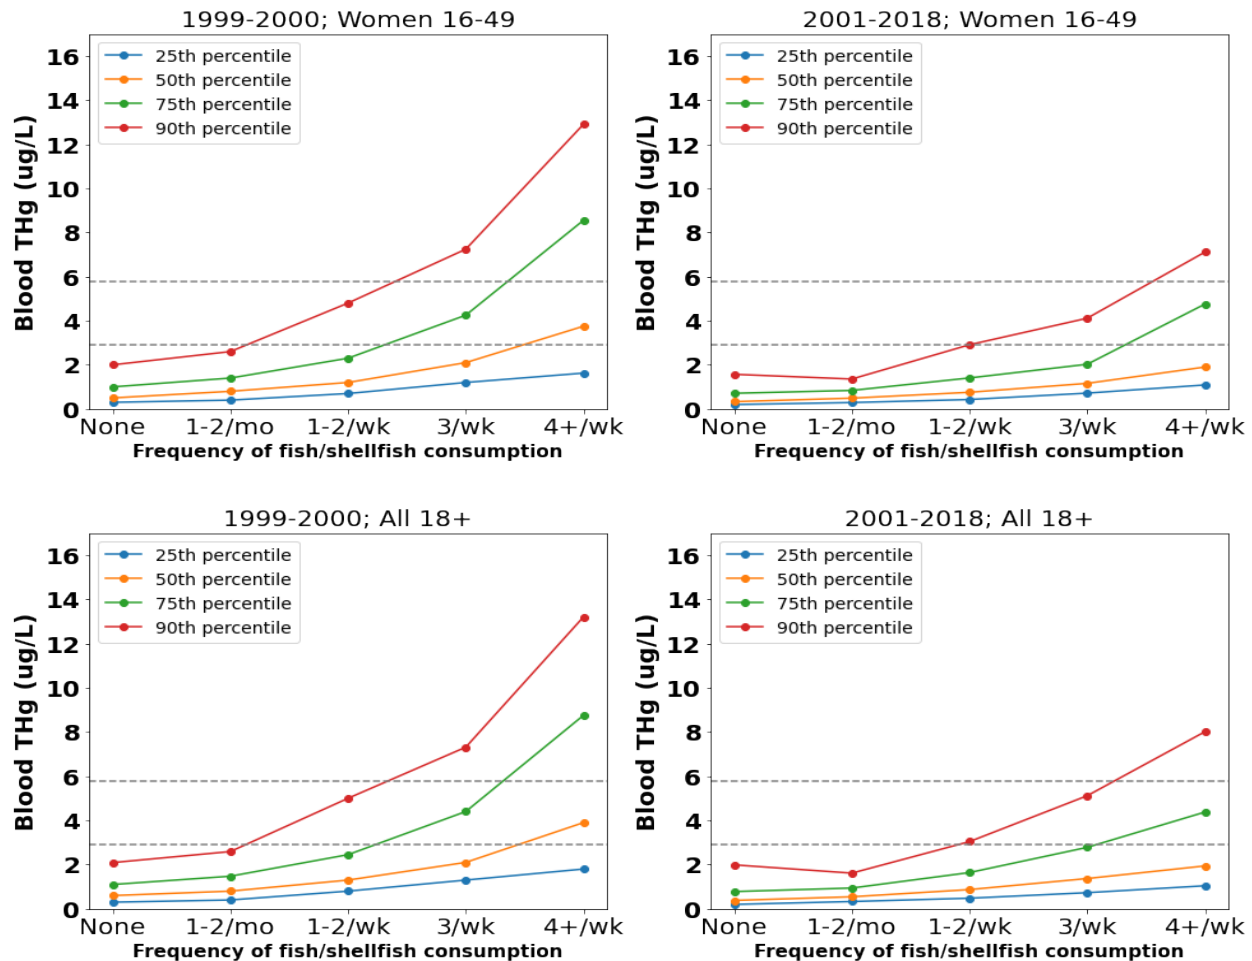 1999-2000; Women 16-49
16
14
12
10
8
6
4
2
0
Blood THg (ug/L)
25th percentile
50th percentile
75th percentile
90th percentile
None 1-2/mo 1-2/wk 3/wk 4+/wk
Frequency of fish/shellfish consumption
2001-2018; Women 16-49
16
14
12
10
8
6
4
2
0
Blood THg (ug/L)
25th percentile
50th percentile
75th percentile
90th percentile
None 1-2/mo 1-2/wk 3/wk 4+/wk
Frequency of fish/shellfish consumption
1999-2000; All 18+
16
14
12
10
8
6
4
2
0
Blood THg (ug/L)
25th percentile
50th percentile
75th percentile
90th percentile
None 1-2/mo 1-2/wk 3/wk 4+/wk
Frequency of fish/shellfish consumption
2001-2018; All 18+
16
14
12
10
8
6
4
2
0
Blood THg (ug/L)
25th percentile
50th percentile
75th percentile
90th percentile
None 1-2/mo 1-2/wk 3/wk 4+/wk
Frequency of fish/shellfish consumption